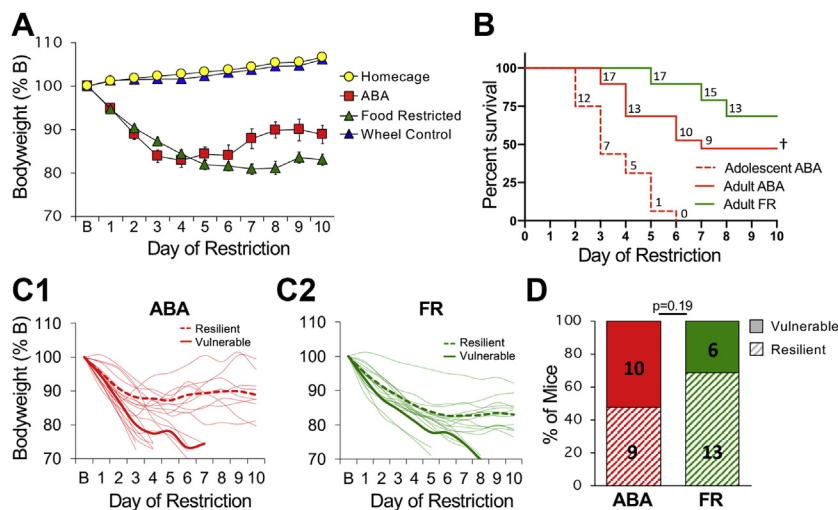 A
110
100
90
80
70
Bodyweight (% B)
B 1 2 3 4 5 6 7 8 9 10
Day of Restriction
Homecage
ABA
Food Restricted
Wheel Control
B
100
75
50
25
0
Percent survival
12
7
5
1
0
17
13
10
9
17
15
13
†
Adolescent ABA
Adult ABA
Adult FR
0 1 2 3 4 5 6 7 8 9 10
Day of Restriction
C1
ABA
110
100
90
80
70
Bodyweight (% B)
Resilient
Vulnerable
B 1 2 3 4 5 6 7 8 9 10
Day of Restriction
C2
FR
110
100
90
80
70
Resilient
Vulnerable
B 1 2 3 4 5 6 7 8 9 10
Day of Restriction
D
p=0.19
100
80
60
40
20
0
% of Mice
10
9
6
13
ABA FR
Vulnerable
Resilient